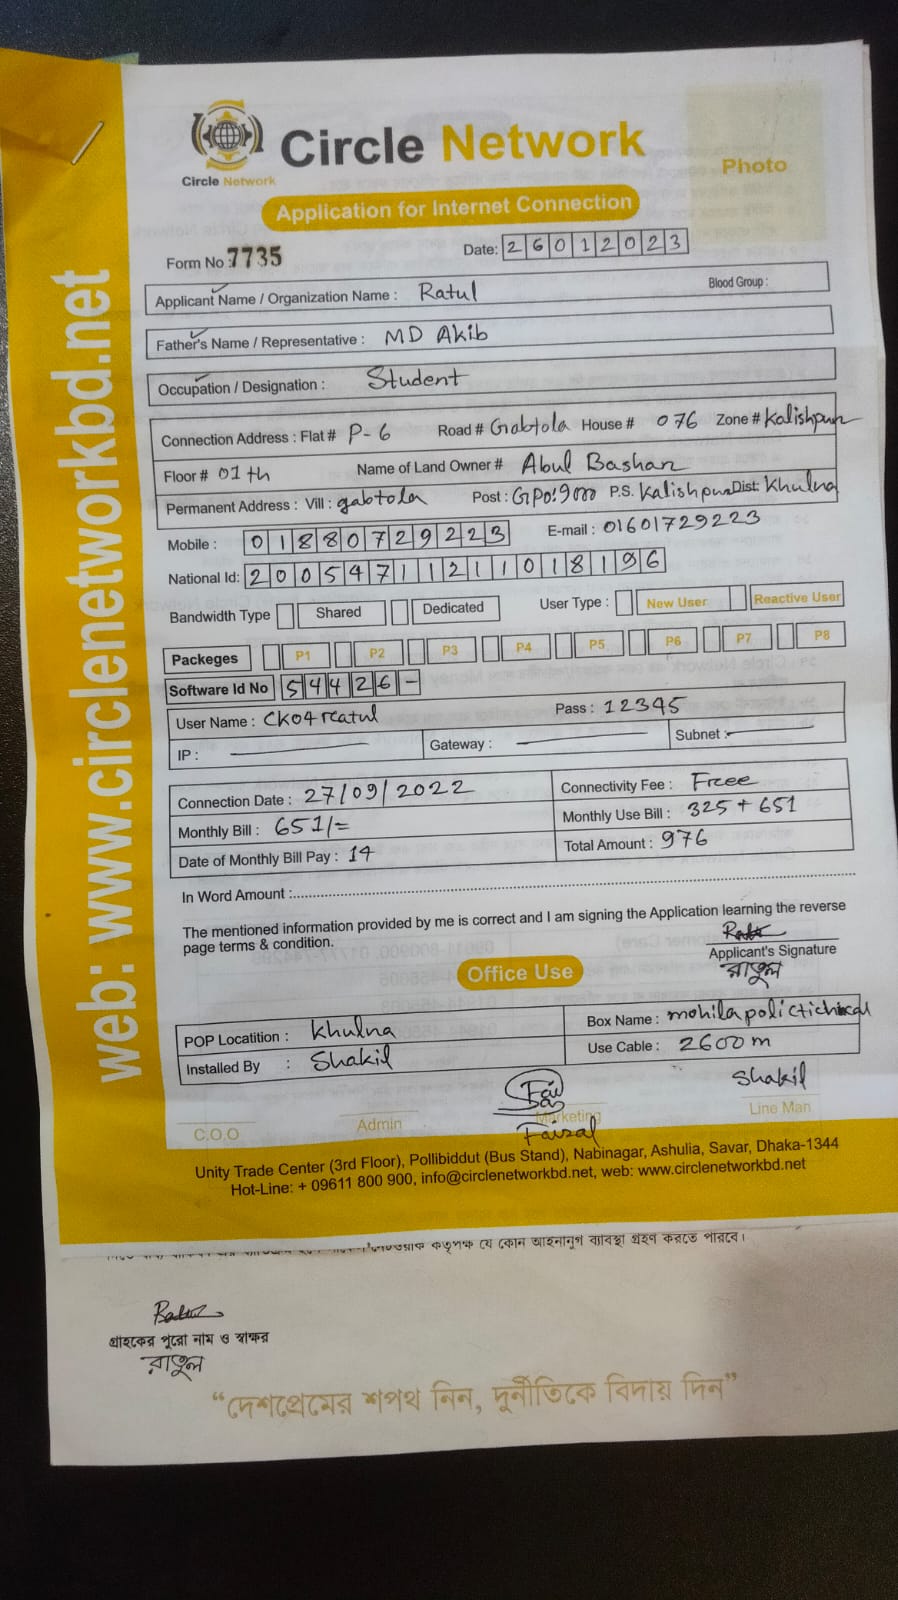 Circle Network
Circle Network
Photo
Application for Internet Connection
Form No : 7735 Date: 26012023
Applicant Name / Organization Name : Ratul Blood Group :
Father's Name / Representative : MD Akib
Occupation / Designation : Student
Connection Address : Flat # P-6 Road # Gabtola House # 076 Zone # Kalishpur
Floor # 01 th Name of Land Owner # Abul Bashar
Permanent Address : Vill : gabtola Post : GPO:9000 P.S. Kalishpur Dist: Khulna
Mobile : 01880729223 E-mail : 01601729223
National Id: 20054711211018196
Bandwidth Type Shared Dedicated User Type : New User Reactive User
Packeges P1 P2 P3 P4 P5 P6 P7 P8
Software Id No 54426-
User Name : CK04ratul Pass : 12345
IP : Gateway : Subnet :
Connection Date : 27/09/2022 Connectivity Fee : Free
Monthly Bill : 651/= Monthly Use Bill : 325 + 651
Date of Monthly Bill Pay : 14 Total Amount : 976
In Word Amount :
The mentioned information provided by me is correct and I am signing the Application learning the reverse
page terms & condition.
Applicant's Signature
রাতুল
Office Use
POP Locatition : Khulna Box Name : mohila
Installed By : Shakil Use Cable : 2600 m
Shakil
C.O.O Admin Marketing Line Man
Faisal
Unity Trade Center (3rd Floor), Pollibiddut (Bus Stand), Nabinagar, Ashulia, Savar, Dhaka-1344
Hot-Line: + 09611 800 900, info@circlenetworkbd.net, web: www.circlenetworkbd.net
web: www.circlenetworkbd.net
কতৃপক্ষ যে কোন আইনানুগ ব্যবস্থা গ্রহণ করতে পারবে।
গ্রাহকের পুরো নাম ও স্বাক্ষর
রাতুল
“দেশপ্রেমের শপথ নিন, দুর্নীতিকে বিদায় দিন”